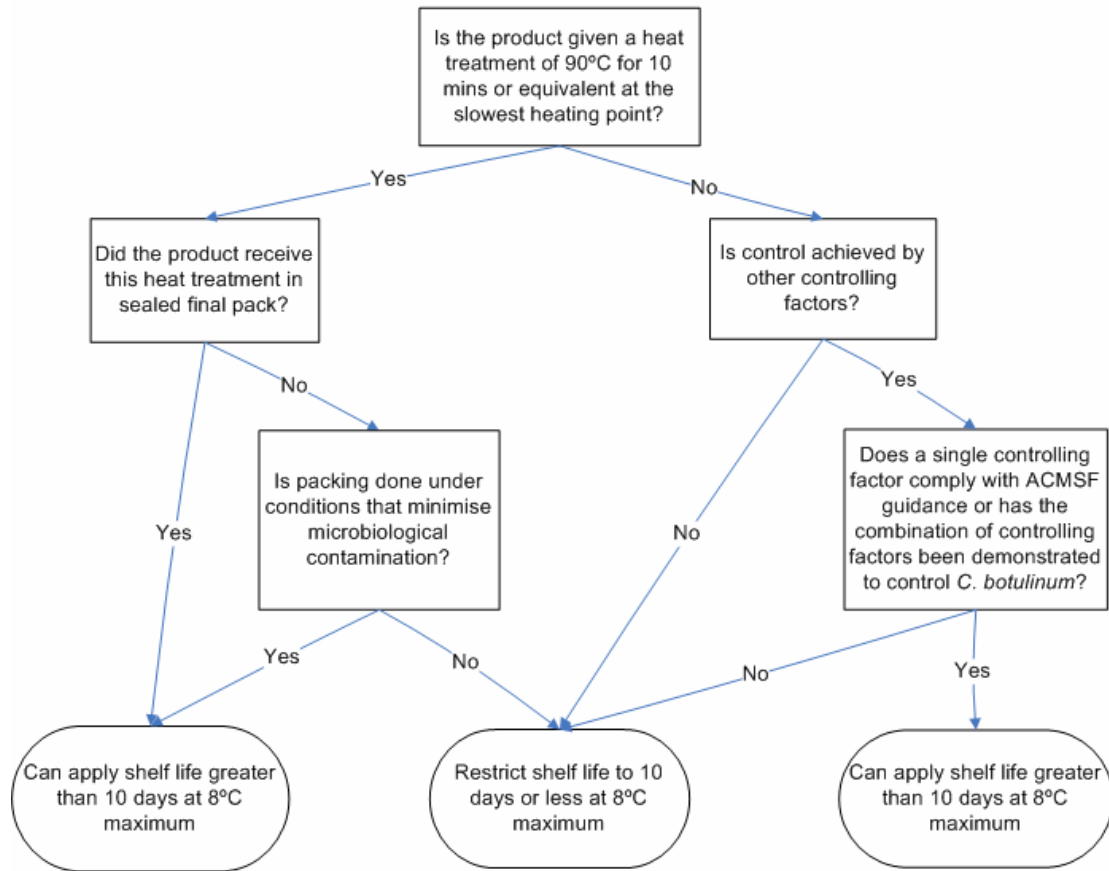 Is the product given a heat
treatment of 90ºC for 10
mins or equivalent at the
slowest heating point?
Yes
No
Did the product receive
this heat treatment in
sealed final pack?
Is control achieved by
other controlling
factors?
No
Yes
Is packing done under
conditions that minimise
microbiological
contamination?
Does a single controlling
factor comply with ACMSF
guidance or has the
combination of controlling
factors been demonstrated
to control C. botulinum?
Yes
No
Yes
No
No
Yes
Can apply shelf life greater
than 10 days at 8ºC
maximum
Restrict shelf life to 10
days or less at 8ºC
maximum
Can apply shelf life greater
than 10 days at 8ºC
maximum